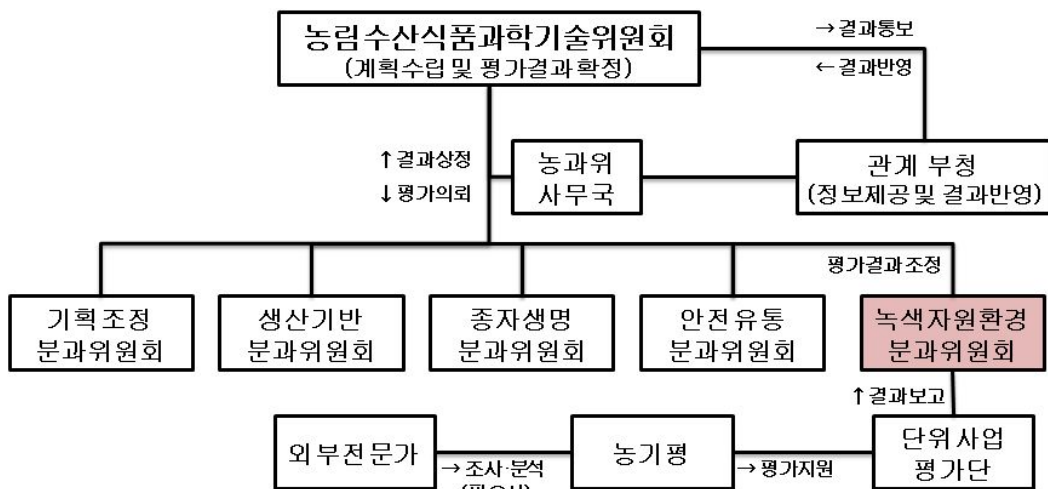 농림수산식품과학기술위원회
(계획수립 및 평가결과 확정)
→ 결과통보
← 결과반영
↑ 결과상정
↓ 평가의뢰
농과위
사무국
관계 부청
(정보제공 및 결과반영)
평가결과 조정
기획조정
분과위원회
생산기반
분과위원회
종자생명
분과위원회
안전유통
분과위원회
녹색자원환경
분과위원회
↑ 결과보고
외부전문가
→ 조사·분석
농기평
→ 평가지원
단위사업
평가단